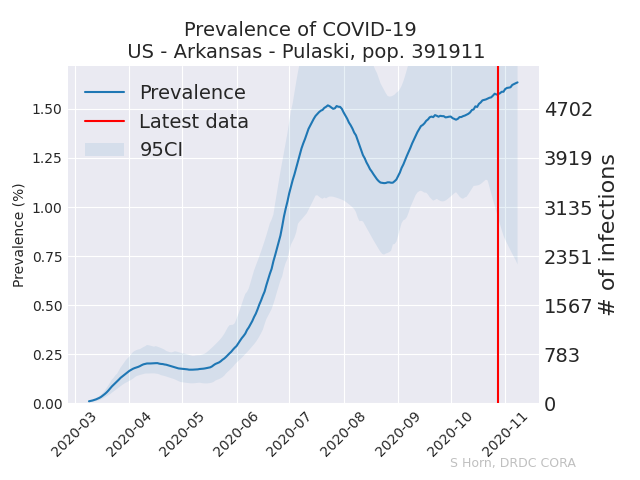 Prevalence of COVID-19
US - Arkansas - Pulaski, pop. 391911
Prevalence
Latest data
95CI
Prevalence (%)
1.50
1.25
1.00
0.75
0.50
0.25
0.00
4702
3919
3135
2351
1567
783
0
# of infections
2020-03
2020-04
2020-05
2020-06
2020-07
2020-08
2020-09
2020-10
2020-11
S Horn, DRDC CORA